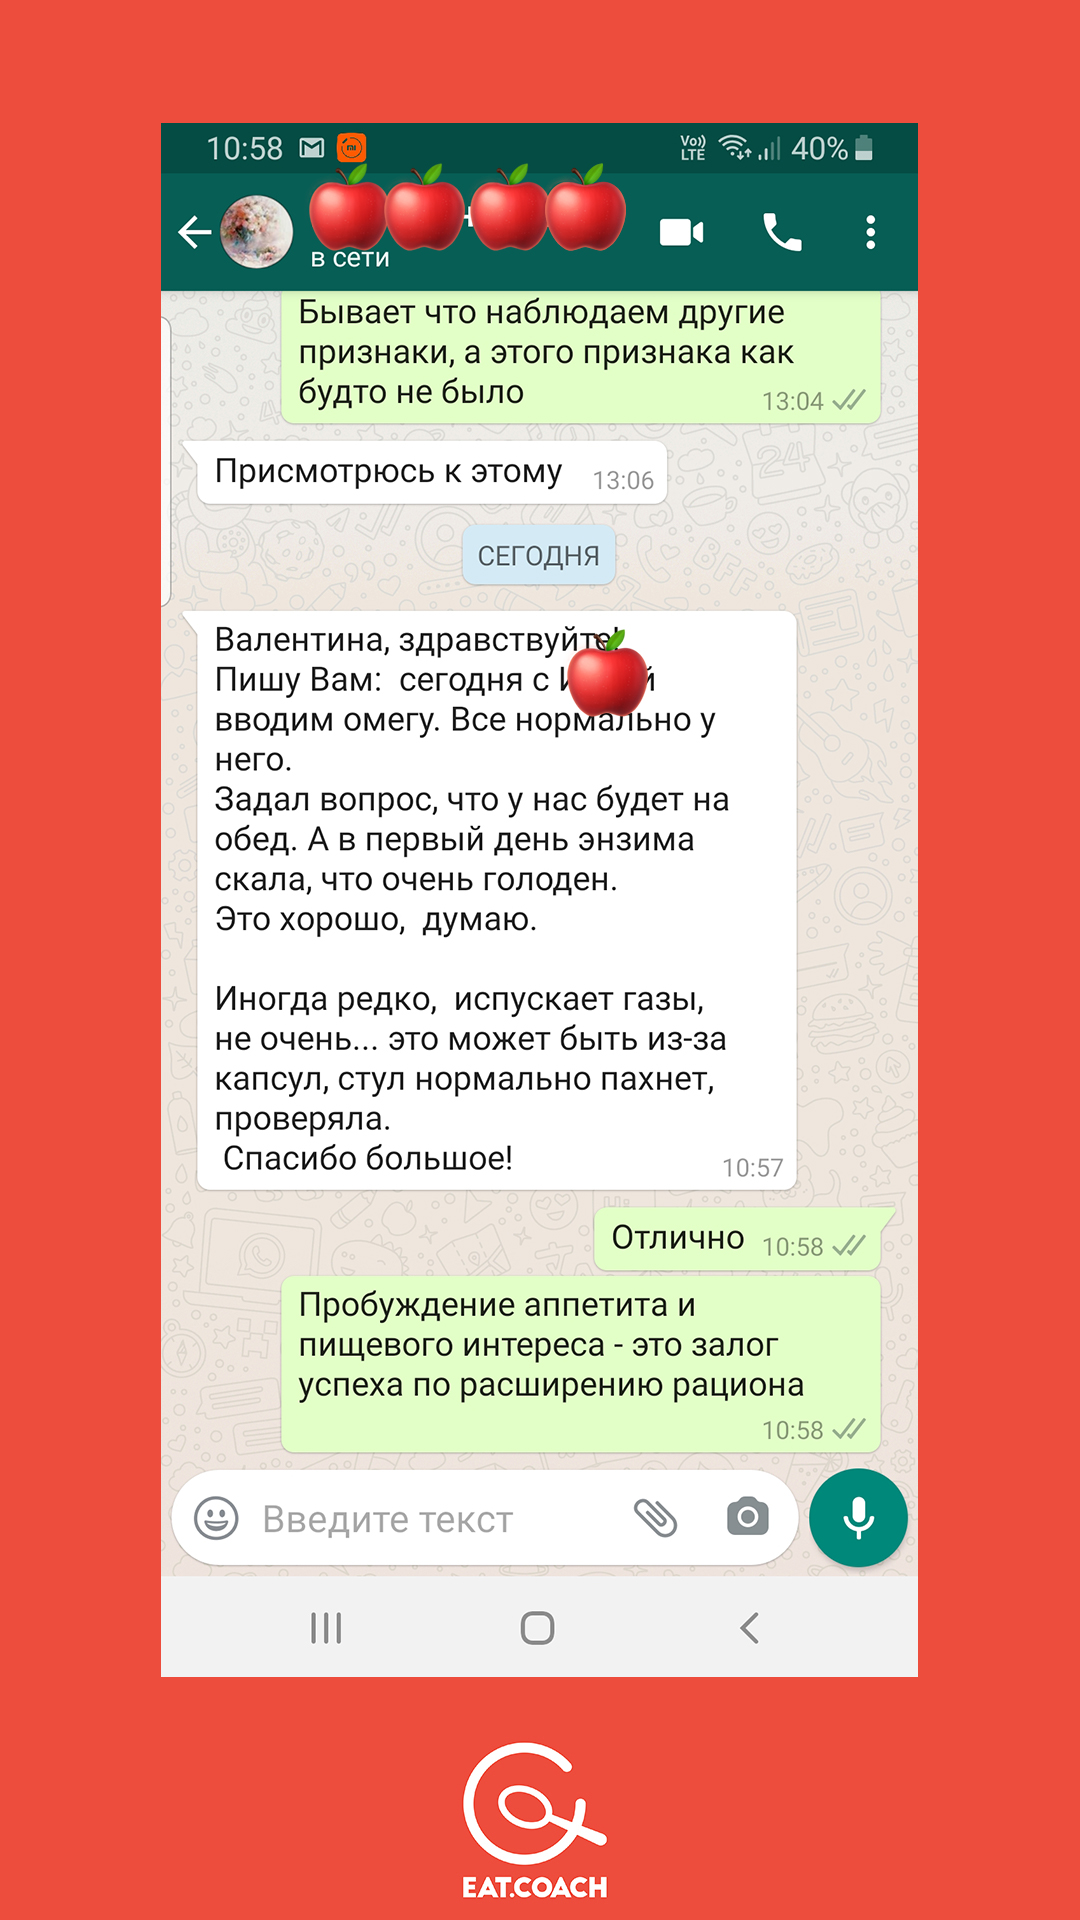 10:58
Vo)) LTE 40%
в сети
Бывает что наблюдаем другие
признаки, а этого признака как
будто не было
13:04
Присмотрюсь к этому
13:06
СЕГОДНЯ
Валентина, здравствуйте!
Пишу Вам: сегодня с
вводим омегу. Все нормально у
него.
Задал вопрос, что у нас будет на
обед. А в первый день энзима
скала, что очень голоден.
Это хорошо, думаю.
Иногда редко, испускает газы,
не очень... это может быть из-за
капсул, стул нормально пахнет,
проверяла.
Спасибо большое!
10:57
Отлично
10:58
Пробуждение аппетита и
пищевого интереса - это залог
успеха по расширению рациона
10:58
Введите текст
EAT.COACH